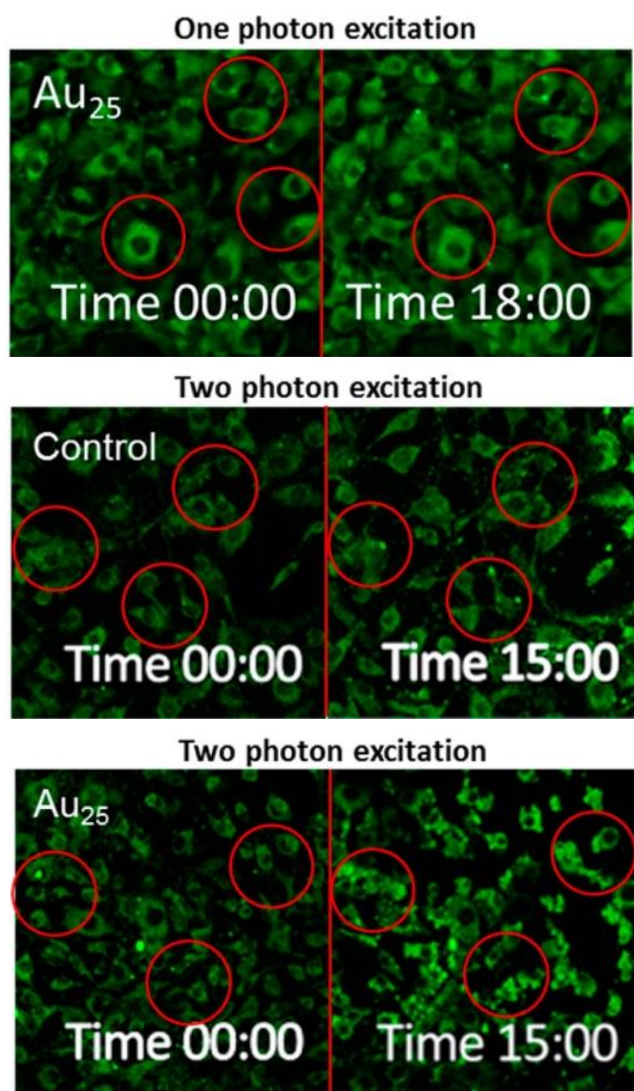 One photon excitation
Au₂₅
Time 00:00 Time 18:00
Two photon excitation
Control
Time 00:00 Time 15:00
Two photon excitation
Au₂₅
Time 00:00 Time 15:00